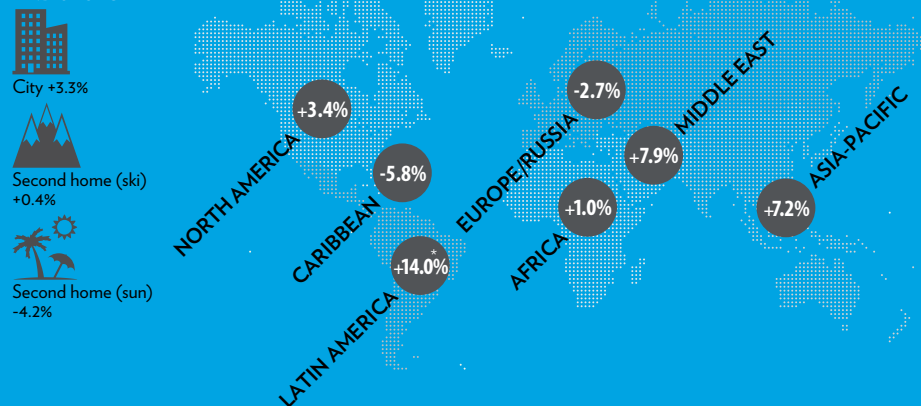 City +3.3%
Second home (ski)
+0.4%
Second home (sun)
-4.2%
+3.4%
NORTH AMERICA
-5.8%
CARIBBEAN
+14.0%*
LATIN AMERICA
-2.7%
EUROPE/RUSSIA
+7.9%
MIDDLE EAST
+1.0%
AFRICA
+7.2%
ASIA-PACIFIC